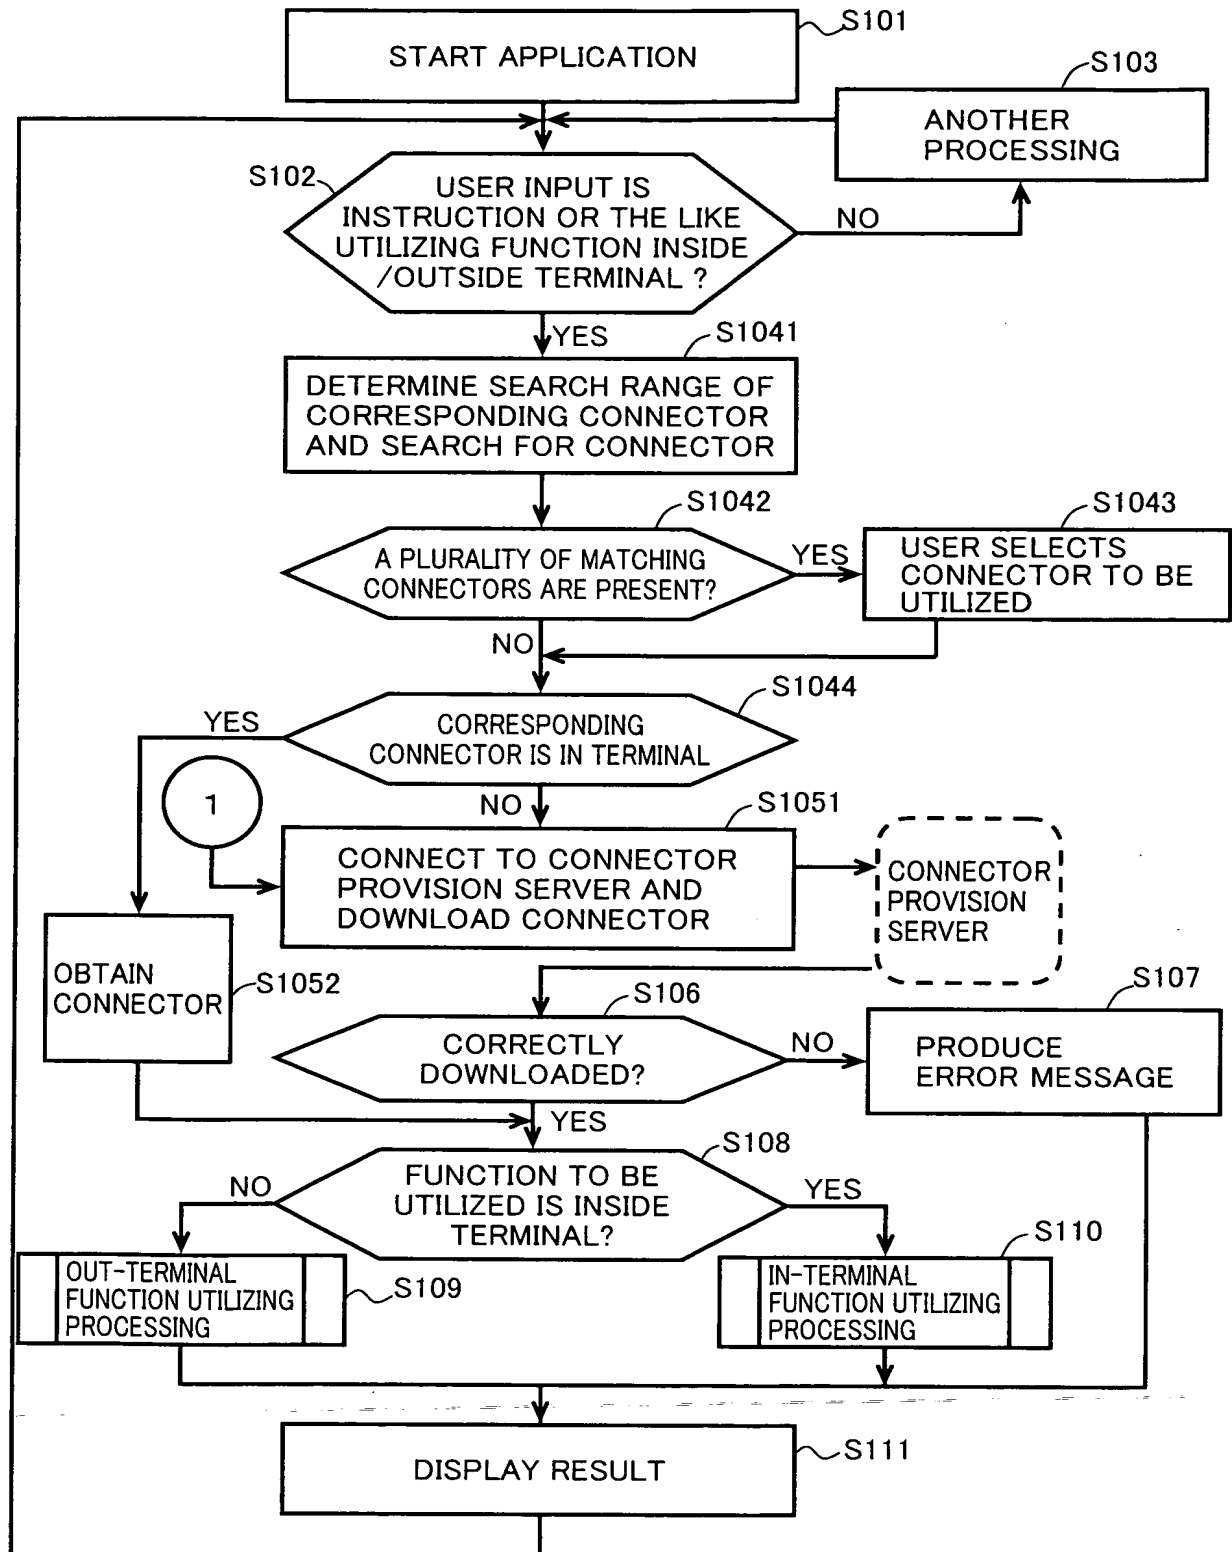 S101
START APPLICATION
S103
ANOTHER
PROCESSING
S102
USER INPUT IS
INSTRUCTION OR THE LIKE
UTILIZING FUNCTION INSIDE
/OUTSIDE TERMINAL ?
NO
YES
S1041
DETERMINE SEARCH RANGE OF
CORRESPONDING CONNECTOR
AND SEARCH FOR CONNECTOR
S1042
A PLURALITY OF MATCHING
CONNECTORS ARE PRESENT?
YES
S1043
USER SELECTS
CONNECTOR TO BE
UTILIZED
NO
S1044
CORRESPONDING
CONNECTOR IS IN TERMINAL
YES
1
NO
S1051
CONNECT TO CONNECTOR
PROVISION SERVER AND
DOWNLOAD CONNECTOR
CONNECTOR
PROVISION
SERVER
OBTAIN
CONNECTOR
S1052
S106
CORRECTLY
DOWNLOADED?
NO
S107
PRODUCE
ERROR MESSAGE
YES
S108
FUNCTION TO BE
UTILIZED IS INSIDE
TERMINAL?
NO
YES
OUT-TERMINAL
FUNCTION UTILIZING
PROCESSING
S109
S110
IN-TERMINAL
FUNCTION UTILIZING
PROCESSING
S111
DISPLAY RESULT